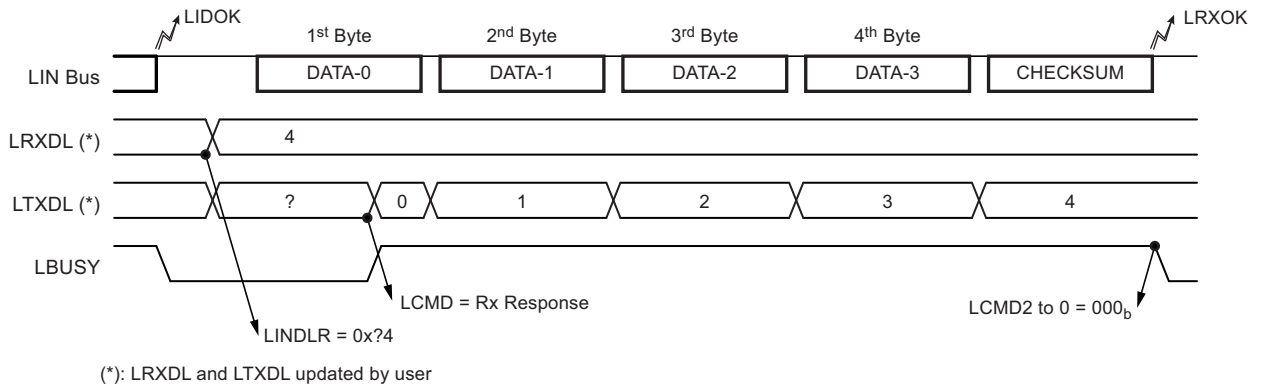 LIDOK
LRXOK
1st Byte 2nd Byte 3rd Byte 4th Byte
LIN Bus DATA-0 DATA-1 DATA-2 DATA-3 CHECKSUM
LRXDL (*) 4
LTXDL (*) ? 0 1 2 3 4
LBUSY
LCMD = Rx Response
LCMD2 to 0 = 000b
LINDLR = 0x?4
(*): LRXDL and LTXDL updated by user